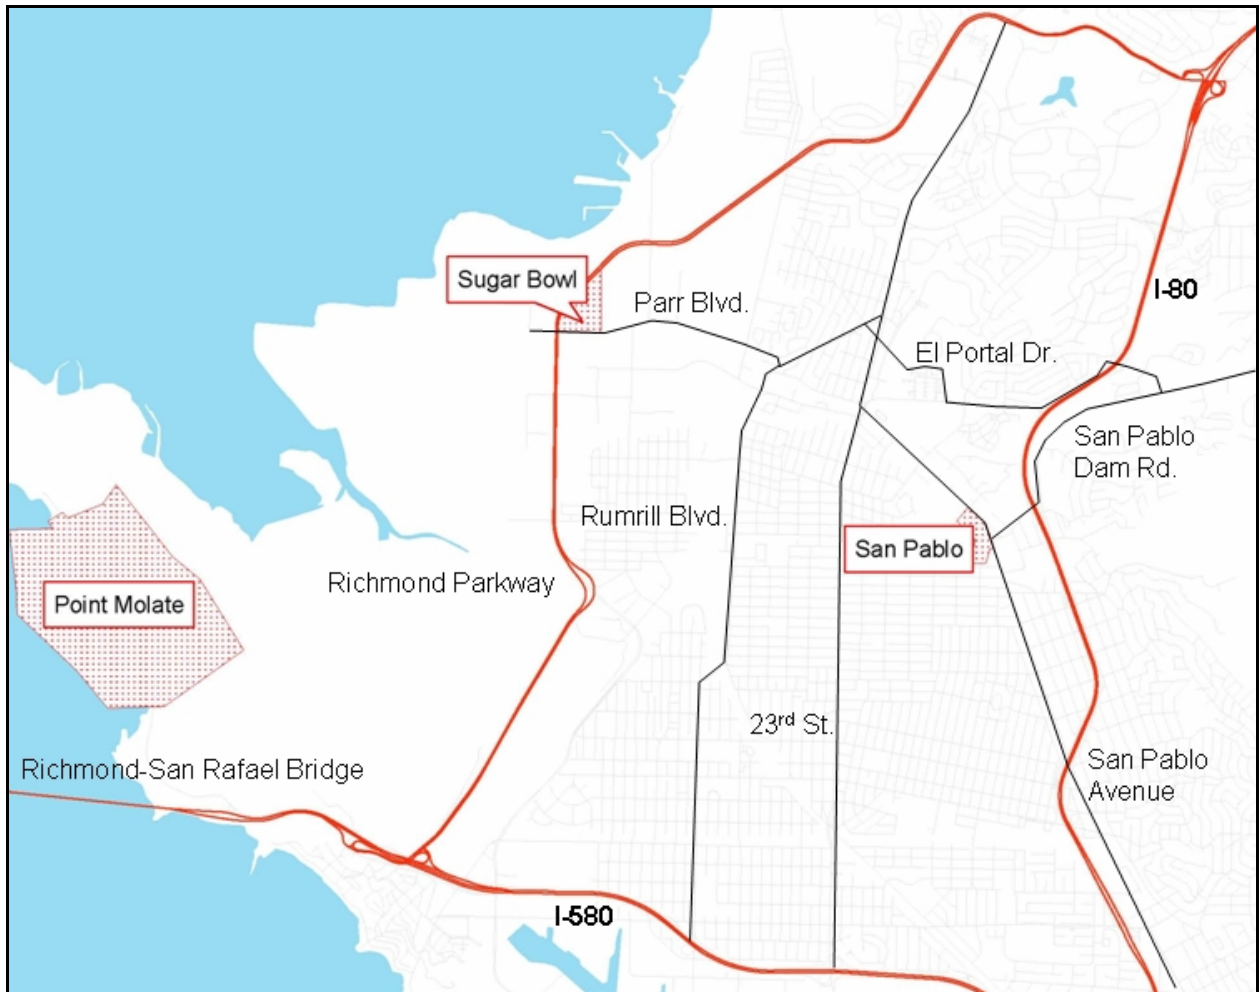 Sugar Bowl
Parr Blvd.
I-80
El Portal Dr.
San Pablo
Dam Rd.
Rumrill Blvd.
San Pablo
Richmond Parkway
Point Molate
23rd St.
San Pablo
Avenue
Richmond-San Rafael Bridge
I-580